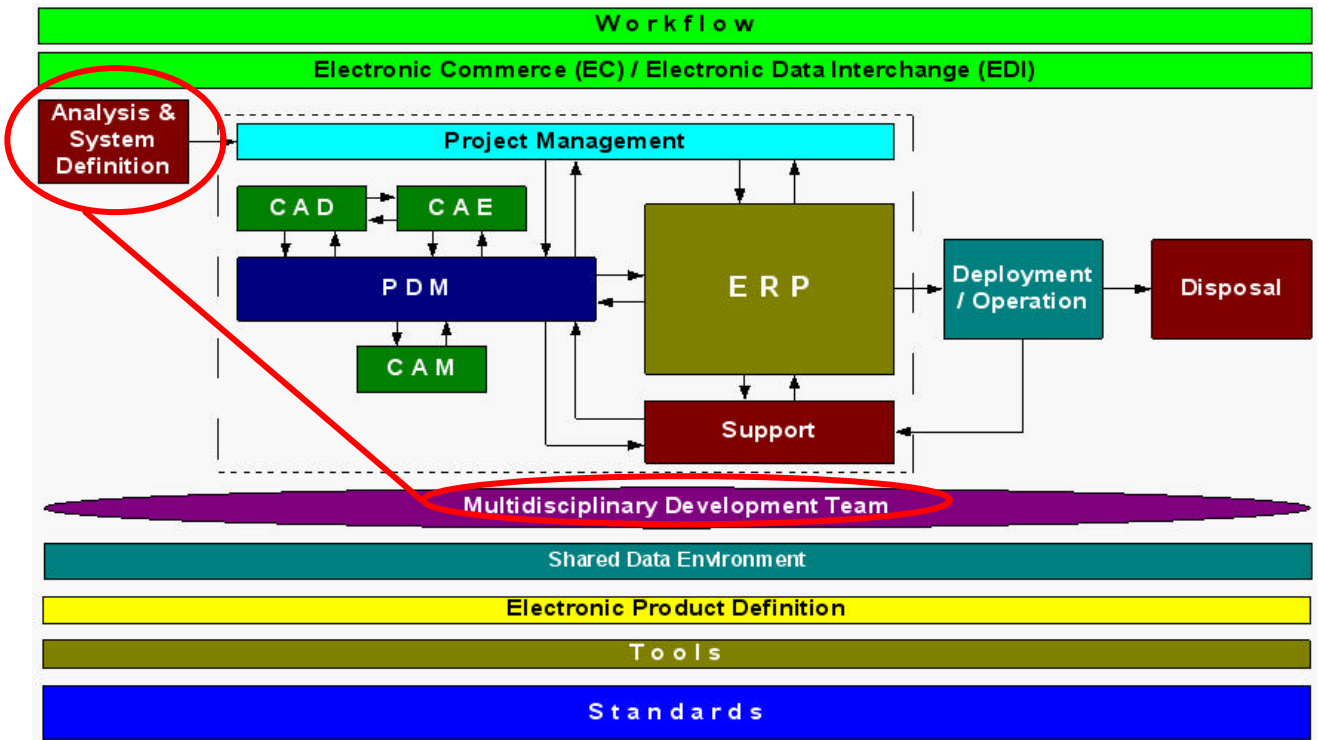 Workflow
Electronic Commerce (EC) / Electronic Data Interchange (EDI)
Analysis &
System
Definition
Project Management
CAD
CAE
PDM
ERP
CAM
Deployment
/ Operation
Disposal
Support
Multidisciplinary Development Team
Shared Data Environment
Electronic Product Definition
Tools
Standards